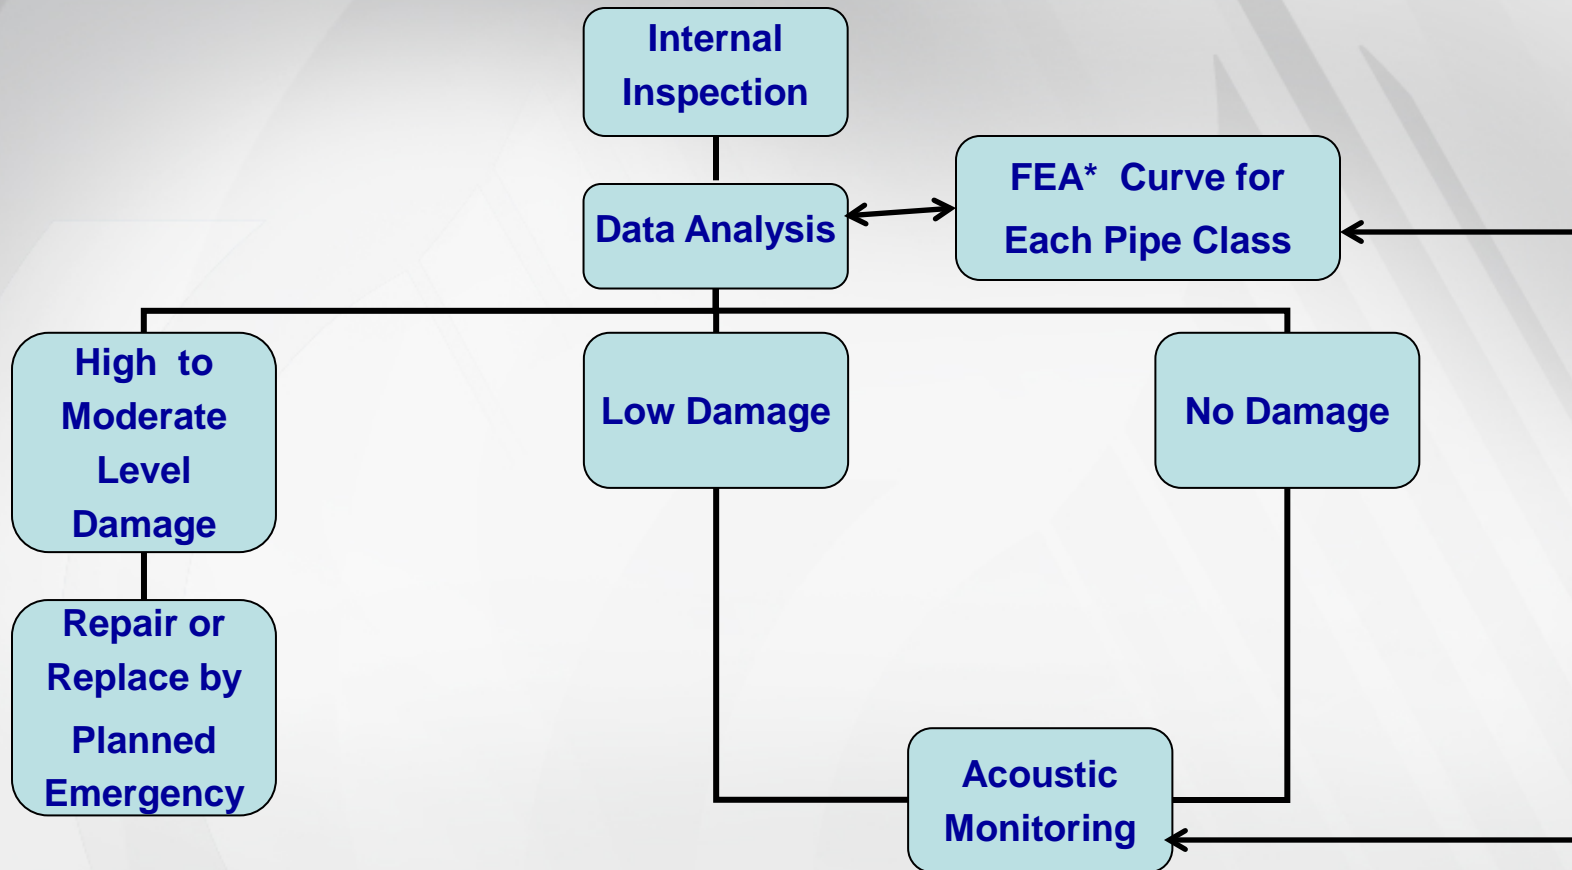 Internal
Inspection
Data Analysis
FEA* Curve for
Each Pipe Class
High to
Moderate
Level
Damage
Low Damage
No Damage
Repair or
Replace by
Planned
Emergency
Acoustic
Monitoring